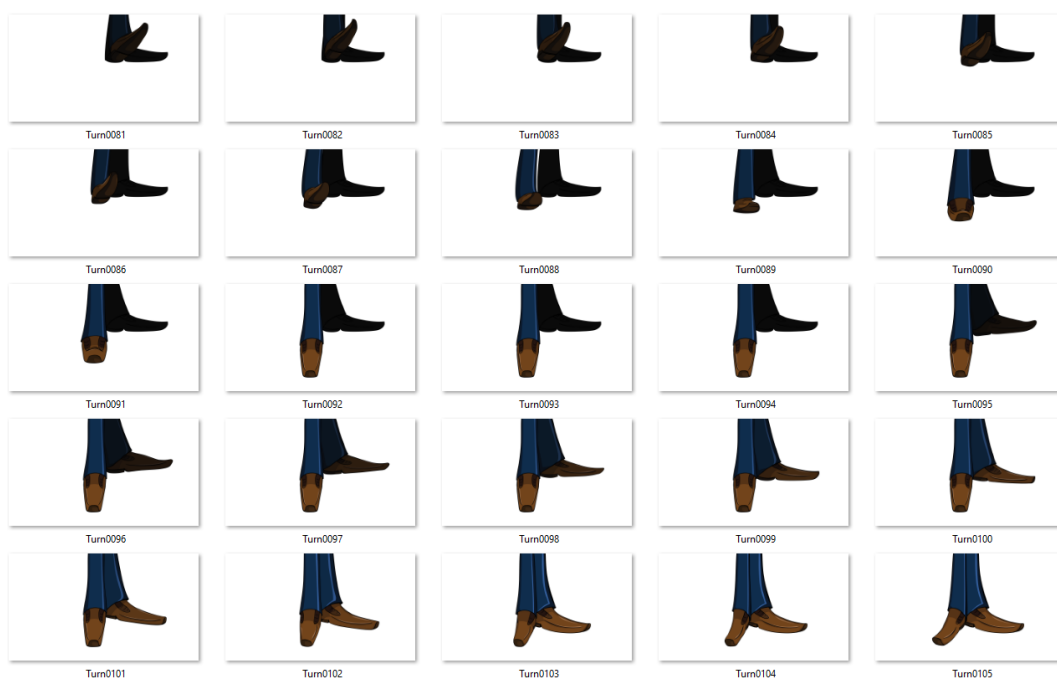 Turn0081 Turn0082 Turn0083 Turn0084 Turn0085
Turn0086 Turn0087 Turn0088 Turn0089 Turn0090
Turn0091 Turn0092 Turn0093 Turn0094 Turn0095
Turn0096 Turn0097 Turn0098 Turn0099 Turn0100
Turn0101 Turn0102 Turn0103 Turn0104 Turn0105